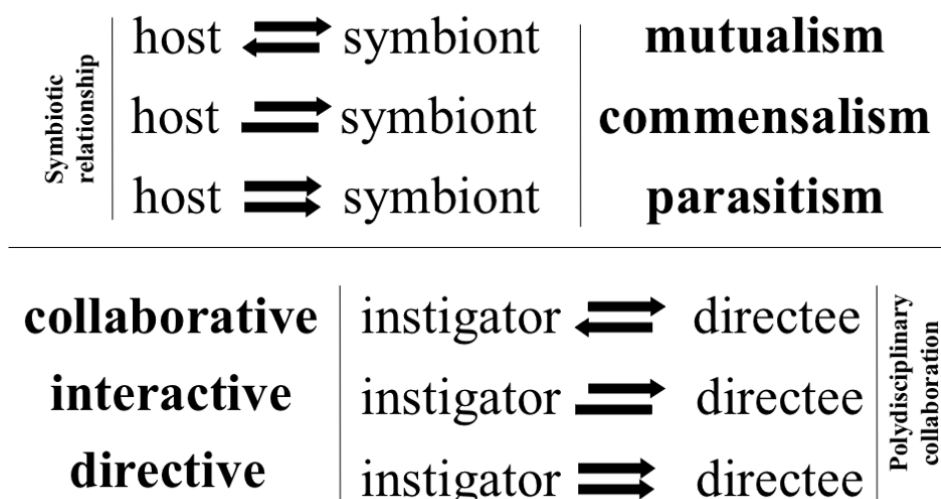 Symbiotic
relationship
host symbiont mutualism
host symbiont commensalism
host symbiont parasitism
collaborative instigator directee
interactive instigator directee
directive instigator directee
Polydisciplinary
collaboration